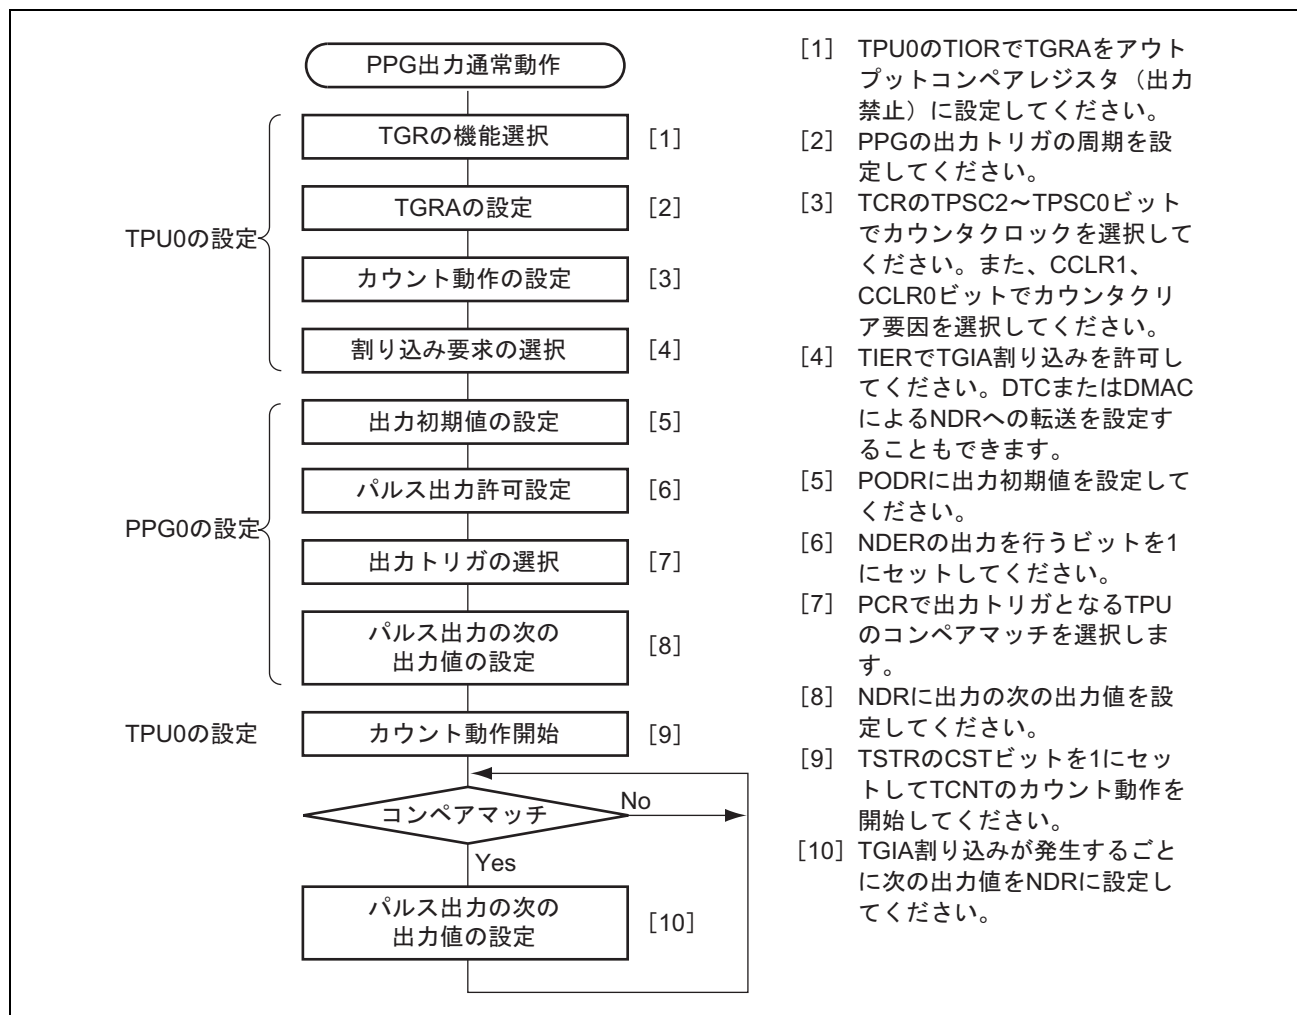 PPG出力通常動作
TPU0の設定
TGRの機能選択 [1]
TGRAの設定 [2]
カウント動作の設定 [3]
割り込み要求の選択 [4]
PPG0の設定
出力初期値の設定 [5]
パルス出力許可設定 [6]
出力トリガの選択 [7]
パルス出力の次の
出力値の設定 [8]
TPU0の設定
カウント動作開始 [9]
コンペアマッチ
No
Yes
パルス出力の次の
出力値の設定 [10]
[1] TPU0のTIORでTGRAをアウト
プットコンペアレジスタ（出力
禁止）に設定してください。
[2] PPGの出力トリガの周期を設
定してください。
[3] TCRのTPSC2～TPSC0ビット
でカウンタクロックを選択して
ください。また、CCLR1、
CCLR0ビットでカウンタクリ
ア要因を選択してください。
[4] TIERでTGIA割り込みを許可し
てください。DTCまたはDMAC
によるNDRへの転送を設定す
ることもできます。
[5] PODRに出力初期値を設定して
ください。
[6] NDERの出力を行うビットを1
にセットしてください。
[7] PCRで出力トリガとなるTPU
のコンペアマッチを選択しま
す。
[8] NDRに出力の次の出力値を設
定してください。
[9] TSTRのCSTビットを1にセッ
トしてTCNTのカウント動作を
開始してください。
[10] TGIA割り込みが発生するごと
に次の出力値をNDRに設定し
てください。